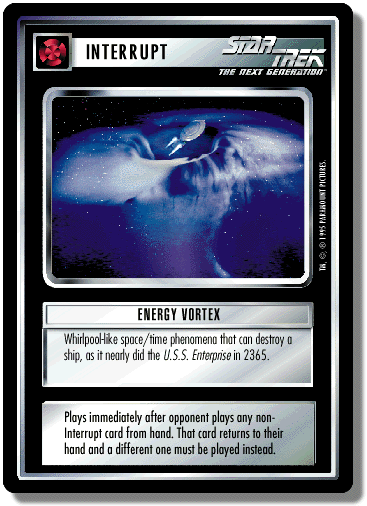 INTERRUPT
STAR TREK
THE NEXT GENERATION™
TM, ©, ® 1995 PARAMOUNT PICTURES.
ENERGY VORTEX
Whirlpool-like space/time phenomena that can destroy a
ship, as it nearly did the U.S.S. Enterprise in 2365.
Plays immediately after opponent plays any non-
Interrupt card from hand. That card returns to their
hand and a different one must be played instead.